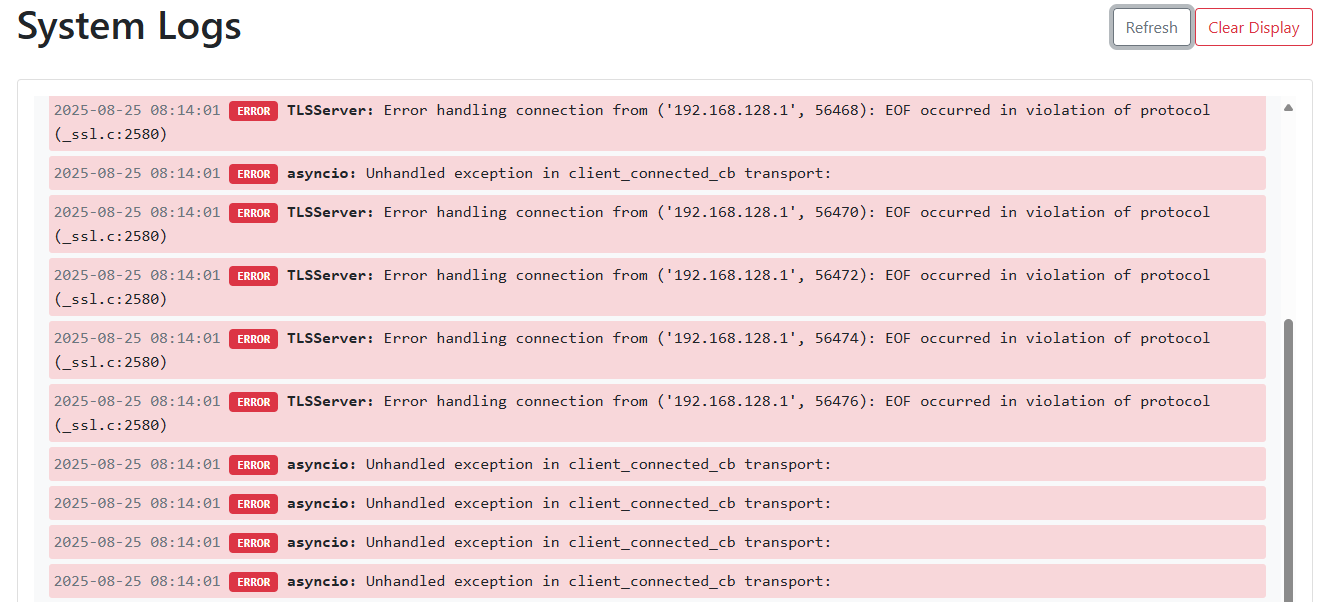 System Logs
Refresh
Clear Display
2025-08-25 08:14:01 ERROR TLSServer: Error handling connection from ('192.168.128.1', 56468): EOF occurred in violation of protocol
(_ssl.c:2580)
2025-08-25 08:14:01 ERROR asyncio: Unhandled exception in client_connected_cb transport:
2025-08-25 08:14:01 ERROR TLSServer: Error handling connection from ('192.168.128.1', 56470): EOF occurred in violation of protocol
(_ssl.c:2580)
2025-08-25 08:14:01 ERROR TLSServer: Error handling connection from ('192.168.128.1', 56472): EOF occurred in violation of protocol
(_ssl.c:2580)
2025-08-25 08:14:01 ERROR TLSServer: Error handling connection from ('192.168.128.1', 56474): EOF occurred in violation of protocol
(_ssl.c:2580)
2025-08-25 08:14:01 ERROR TLSServer: Error handling connection from ('192.168.128.1', 56476): EOF occurred in violation of protocol
(_ssl.c:2580)
2025-08-25 08:14:01 ERROR asyncio: Unhandled exception in client_connected_cb transport:
2025-08-25 08:14:01 ERROR asyncio: Unhandled exception in client_connected_cb transport:
2025-08-25 08:14:01 ERROR asyncio: Unhandled exception in client_connected_cb transport:
2025-08-25 08:14:01 ERROR asyncio: Unhandled exception in client_connected_cb transport: